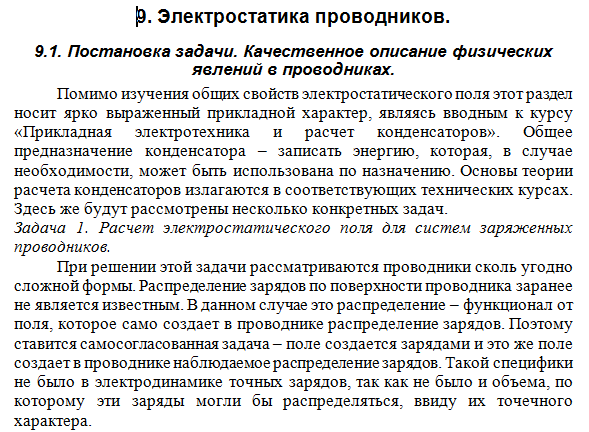 9. Электростатика проводников.
9.1. Постановка задачи. Качественное описание физических
явлений в проводниках.
Помимо изучения общих свойств электростатического поля этот раздел
носит ярко выраженный прикладной характер, являясь вводным к курсу
«Прикладная электротехника и расчет конденсаторов». Общее
предназначение конденсатора – записать энергию, которая, в случае
необходимости, может быть использована по назначению. Основы теории
расчета конденсаторов излагаются в соответствующих технических курсах.
Здесь же будут рассмотрены несколько конкретных задач.
Задача 1. Расчет электростатического поля для систем заряженных
проводников.
При решении этой задачи рассматриваются проводники сколь угодно
сложной формы. Распределение зарядов по поверхности проводника заранее
не является известным. В данном случае это распределение – функционал от
поля, которое само создает в проводнике распределение зарядов. Поэтому
ставится самосогласованная задача – поле создается зарядами и это же поле
создает в проводнике наблюдаемое распределение зарядов. Такой специфики
не было в электродинамике точных зарядов, так как не было и объема, по
которому эти заряды могли бы распределяться, ввиду их точечного
характера.